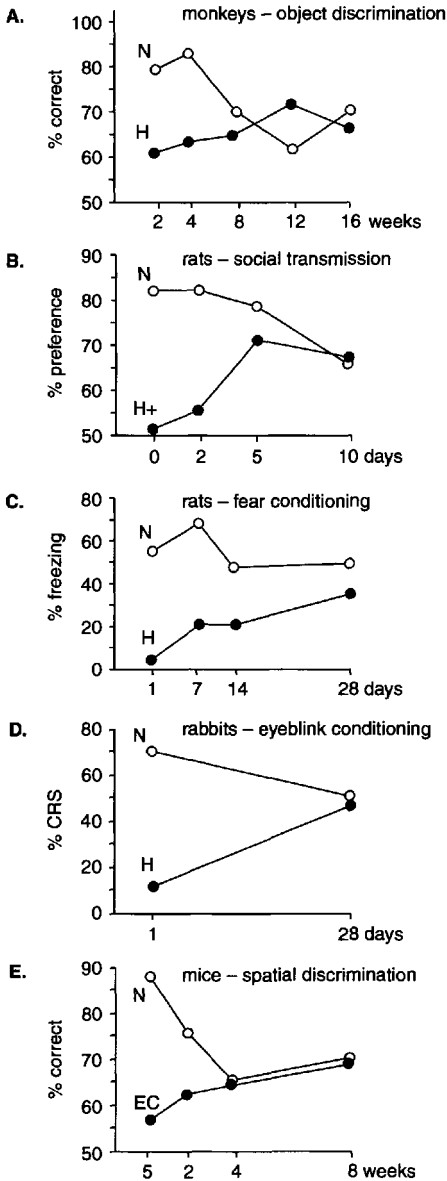 A.
monkeys – object discrimination
100
N
80
% correct
70
H
60
50
2 4 8 12 16 weeks
B.
rats – social transmission
90
N
80
% preference
70
60
H+
50
0 2 5 10 days
C.
rats – fear conditioning
80
N
60
% freezing
40
H
20
0
1 7 14 28 days
D.
rabbits – eyeblink conditioning
80
N
60
% CRS
40
H
20
0
1 28 days
E.
mice – spatial discrimination
90
N
80
% correct
70
60
EC
50
5 2 4 8 weeks